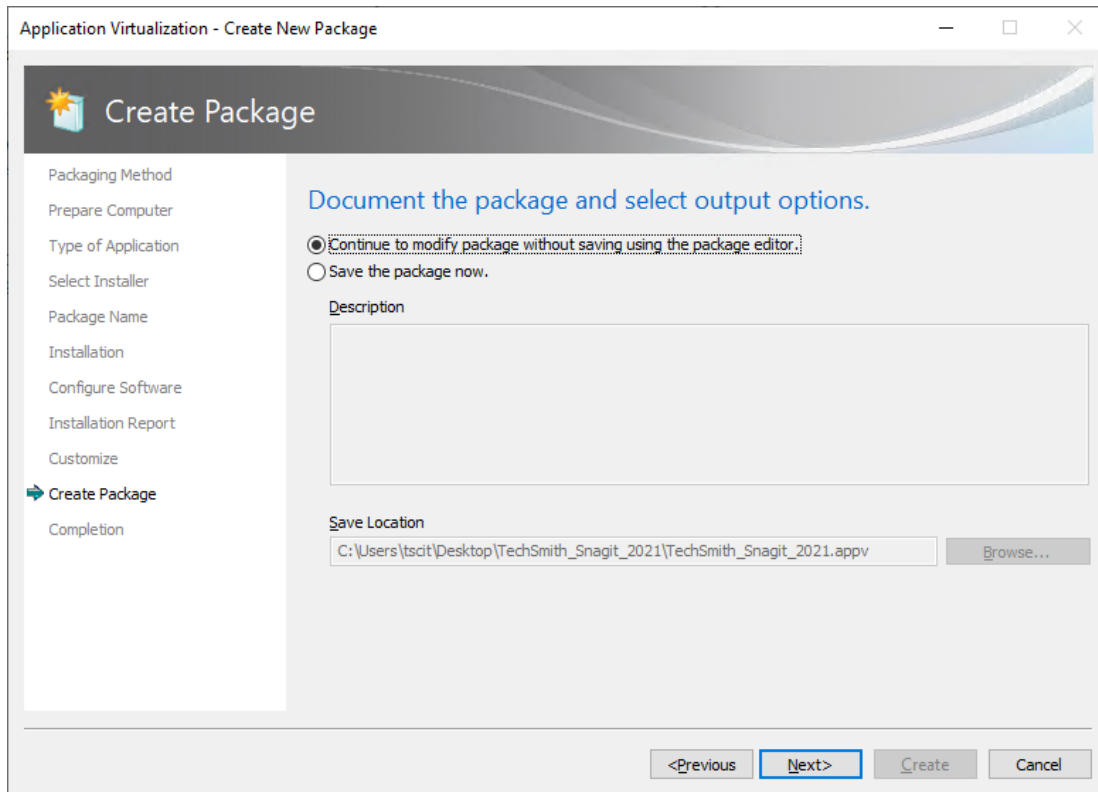 Application Virtualization - Create New Package
Create Package
Packaging Method
Prepare Computer
Type of Application
Select Installer
Package Name
Installation
Configure Software
Installation Report
Customize
Create Package
Completion
Document the package and select output options.
Continue to modify package without saving using the package editor.
Save the package now.
Description
Save Location
C:\Users\tscit\Desktop\TechSmith_Snagit_2021\TechSmith_Snagit_2021.appv
Browse...
<Previous
Next>
Create
Cancel